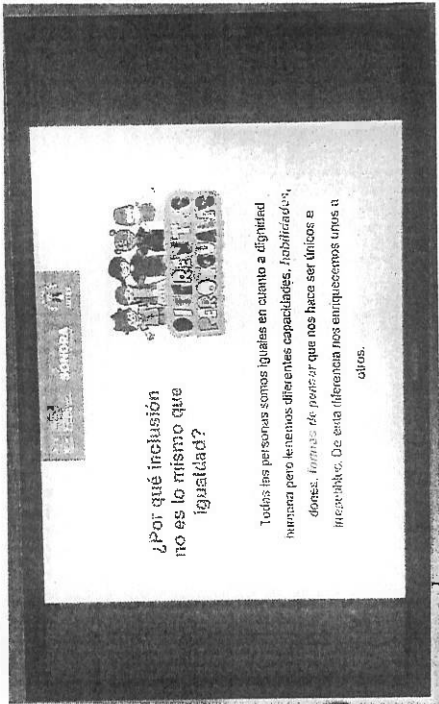 SONORA
¿Por qué inclusión
no es lo mismo que
igualdad?
DIFERENTES
PERO IGUALES
Todas las personas somos iguales en cuanto a dignidad
humana pero tenemos diferentes capacidades, habilidades,
dones, formas de pensar que nos hace ser únicos e
irrepetibles. De esta diferencia nos enriquecemos unos a
otros.